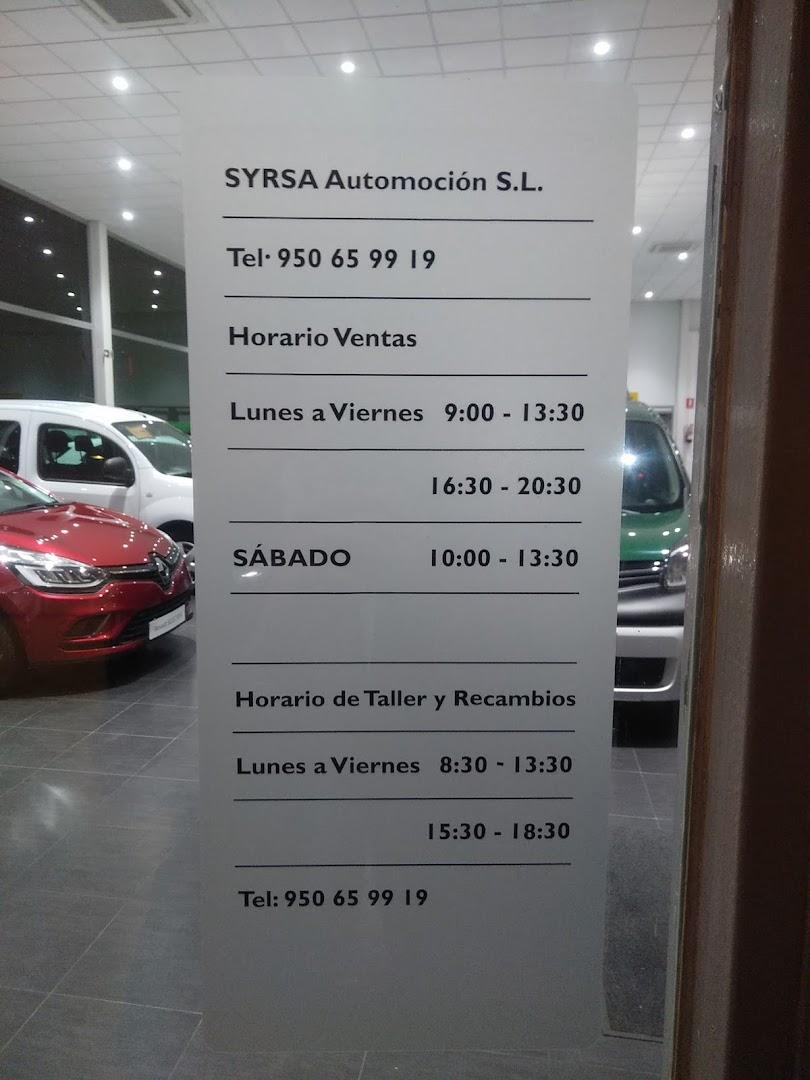 SYRSA Automoción S.L.
Tel· 950 65 99 19
Horario Ventas
Lunes a Viernes 9:00 - 13:30
16:30 - 20:30
SÁBADO 10:00 - 13:30
Horario de Taller y Recambios
Lunes a Viernes 8:30 - 13:30
15:30 - 18:30
Tel: 950 65 99 19